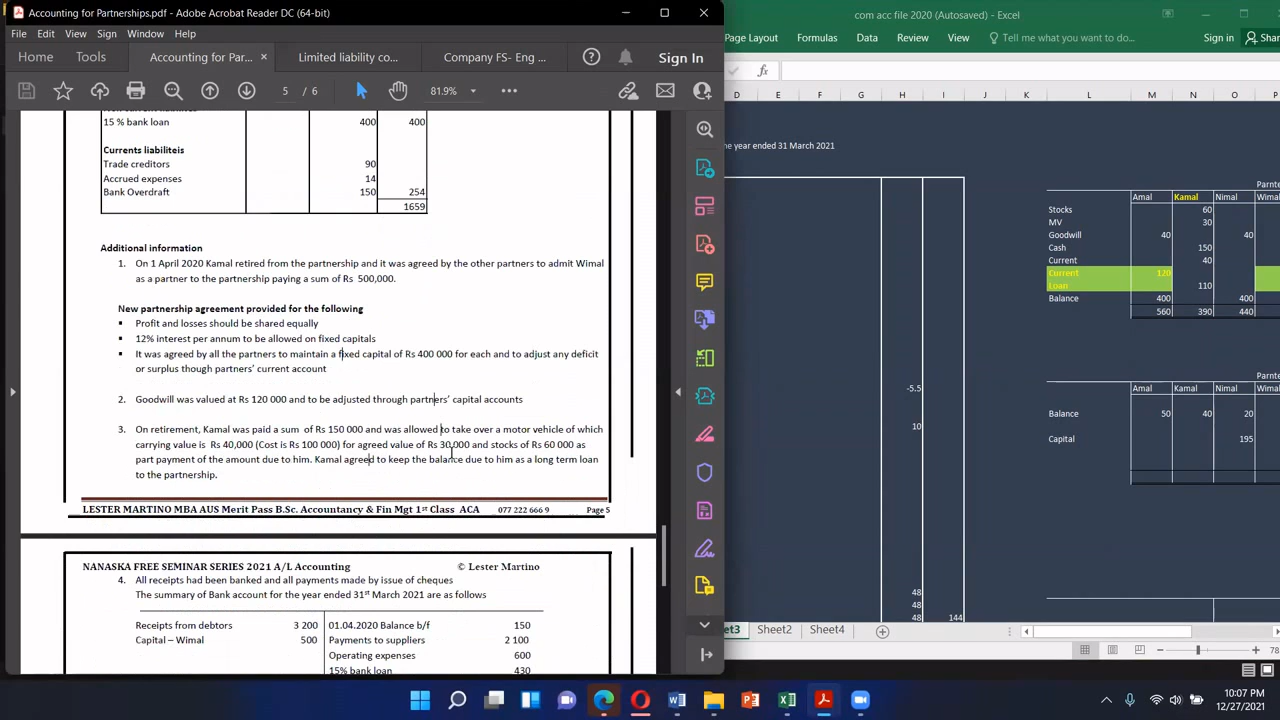 Accounting for Partnerships.pdf - Adobe Acrobat Reader DC (64-bit)
File Edit View Sign Window Help
Home Tools Accounting for Par... × Limited liability co... Company FS- Eng ... Sign In
5 / 6 81.9%
15 % bank loan 400 400
Currents liabiliteis
Trade creditors 90
Accrued expenses 14
Bank Overdraft 150 254
1659
Additional information
1. On 1 April 2020 Kamal retired from the partnership and it was agreed by the other partners to admit Wimal
as a partner to the partnership paying a sum of Rs 500,000.
New partnership agreement provided for the following
▪ Profit and losses should be shared equally
▪ 12% interest per annum to be allowed on fixed capitals
▪ It was agreed by all the partners to maintain a fixed capital of Rs 400 000 for each and to adjust any deficit
or surplus though partners' current account
2. Goodwill was valued at Rs 120 000 and to be adjusted through partners' capital accounts
3. On retirement, Kamal was paid a sum of Rs 150 000 and was allowed to take over a motor vehicle of which
carrying value is Rs 40,000 (Cost is Rs 100 000) for agreed value of Rs 30,000 and stocks of Rs 60 000 as
part payment of the amount due to him. Kamal agreed to keep the balance due to him as a long term loan
to the partnership.
LESTER MARTINO MBA AUS Merit Pass B.Sc. Accountancy & Fin Mgt 1st Class ACA 077 222 666 9 Page 5
NANASKA FREE SEMINAR SERIES 2021 A/L Accounting © Lester Martino
4. All receipts had been banked and all payments made by issue of cheques
The summary of Bank account for the year ended 31st March 2021 are as follows
Receipts from debtors 3 200 01.04.2020 Balance b/f 150
Capital – Wimal 500 Payments to suppliers 2 100
Operating expenses 600
15% bank loan 430
com acc file 2020 (Autosaved) - Excel
Page Layout Formulas Data Review View Tell me what you want to do... Sign in Shar
fx
D E F G H I J K L M N O P
he year ended 31 March 2021
Parnte
Amal Kamal Nimal Wimal
Stocks 60
MV 30
Goodwill 40 40
Cash 150
Current 40
Current 120
Loan 110
Balance 400 400
560 390 440
Parnte
Amal Kamal Nimal Wimal
-5.5
Balance 50 40 20
10
Capital 195
48
48
48 144
et3 Sheet2 Sheet4
78
10:07 PM
12/27/2021